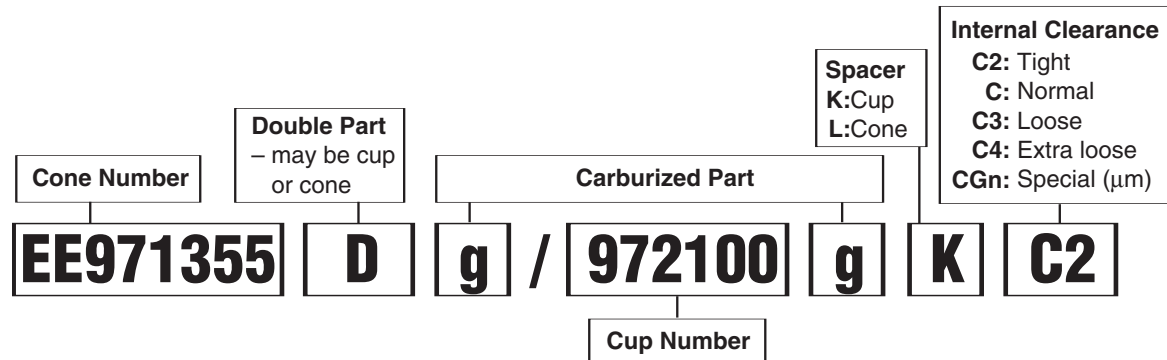 Internal Clearance
C2: Tight
C: Normal
C3: Loose
C4: Extra loose
CGn: Special (μm)
Spacer
K:Cup
L:Cone
Double Part
– may be cup
or cone
Cone Number
Carburized Part
EE971355 D g / 972100 g K C2
Cup Number